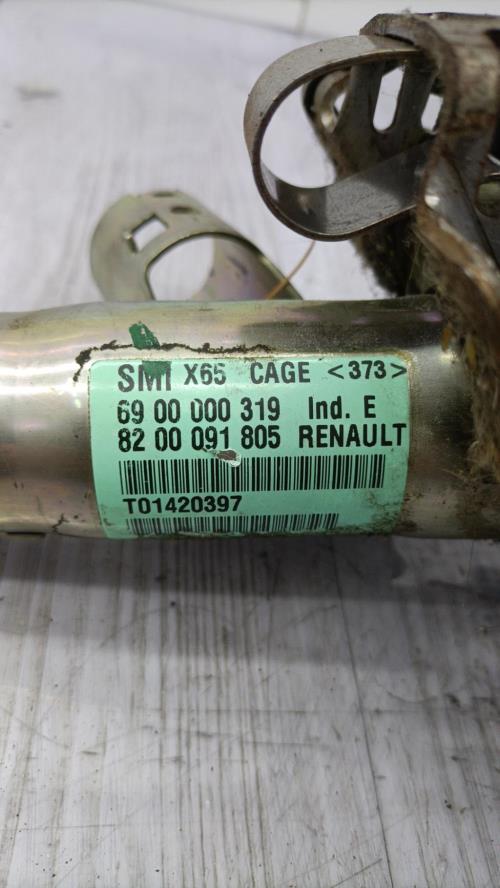 SMI X65 CAGE <373>
69 00 000 319 Ind. E
82 00 091 805 RENAULT
T01420397